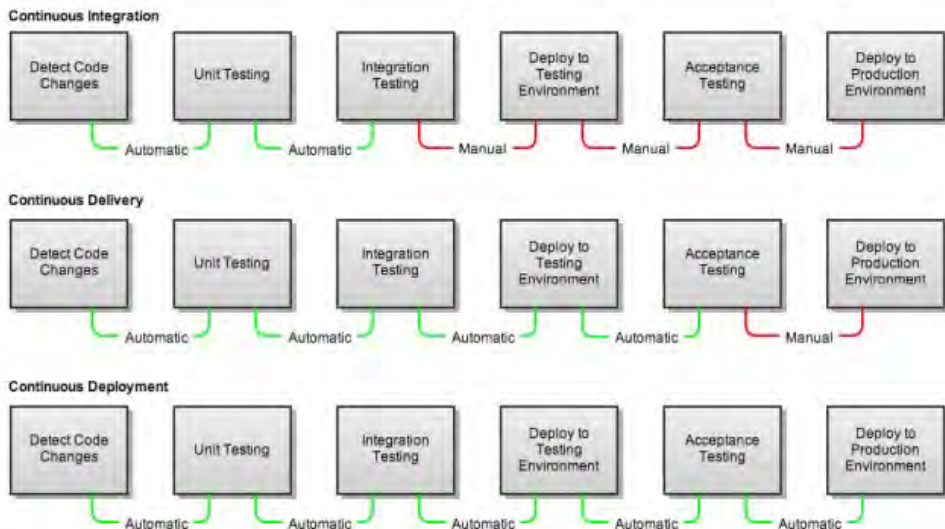 Continuous Integration
Detect Code
Changes
Unit Testing
Integration
Testing
Deploy to
Testing
Environment
Acceptance
Testing
Deploy to
Production
Environment
Automatic
Automatic
Manual
Manual
Manual
Continuous Delivery
Detect Code
Changes
Unit Testing
Integration
Testing
Deploy to
Testing
Environment
Acceptance
Testing
Deploy to
Production
Environment
Automatic
Automatic
Automatic
Automatic
Manual
Continuous Deployment
Detect Code
Changes
Unit Testing
Integration
Testing
Deploy to
Testing
Environment
Acceptance
Testing
Deploy to
Production
Environment
Automatic
Automatic
Automatic
Automatic
Automatic